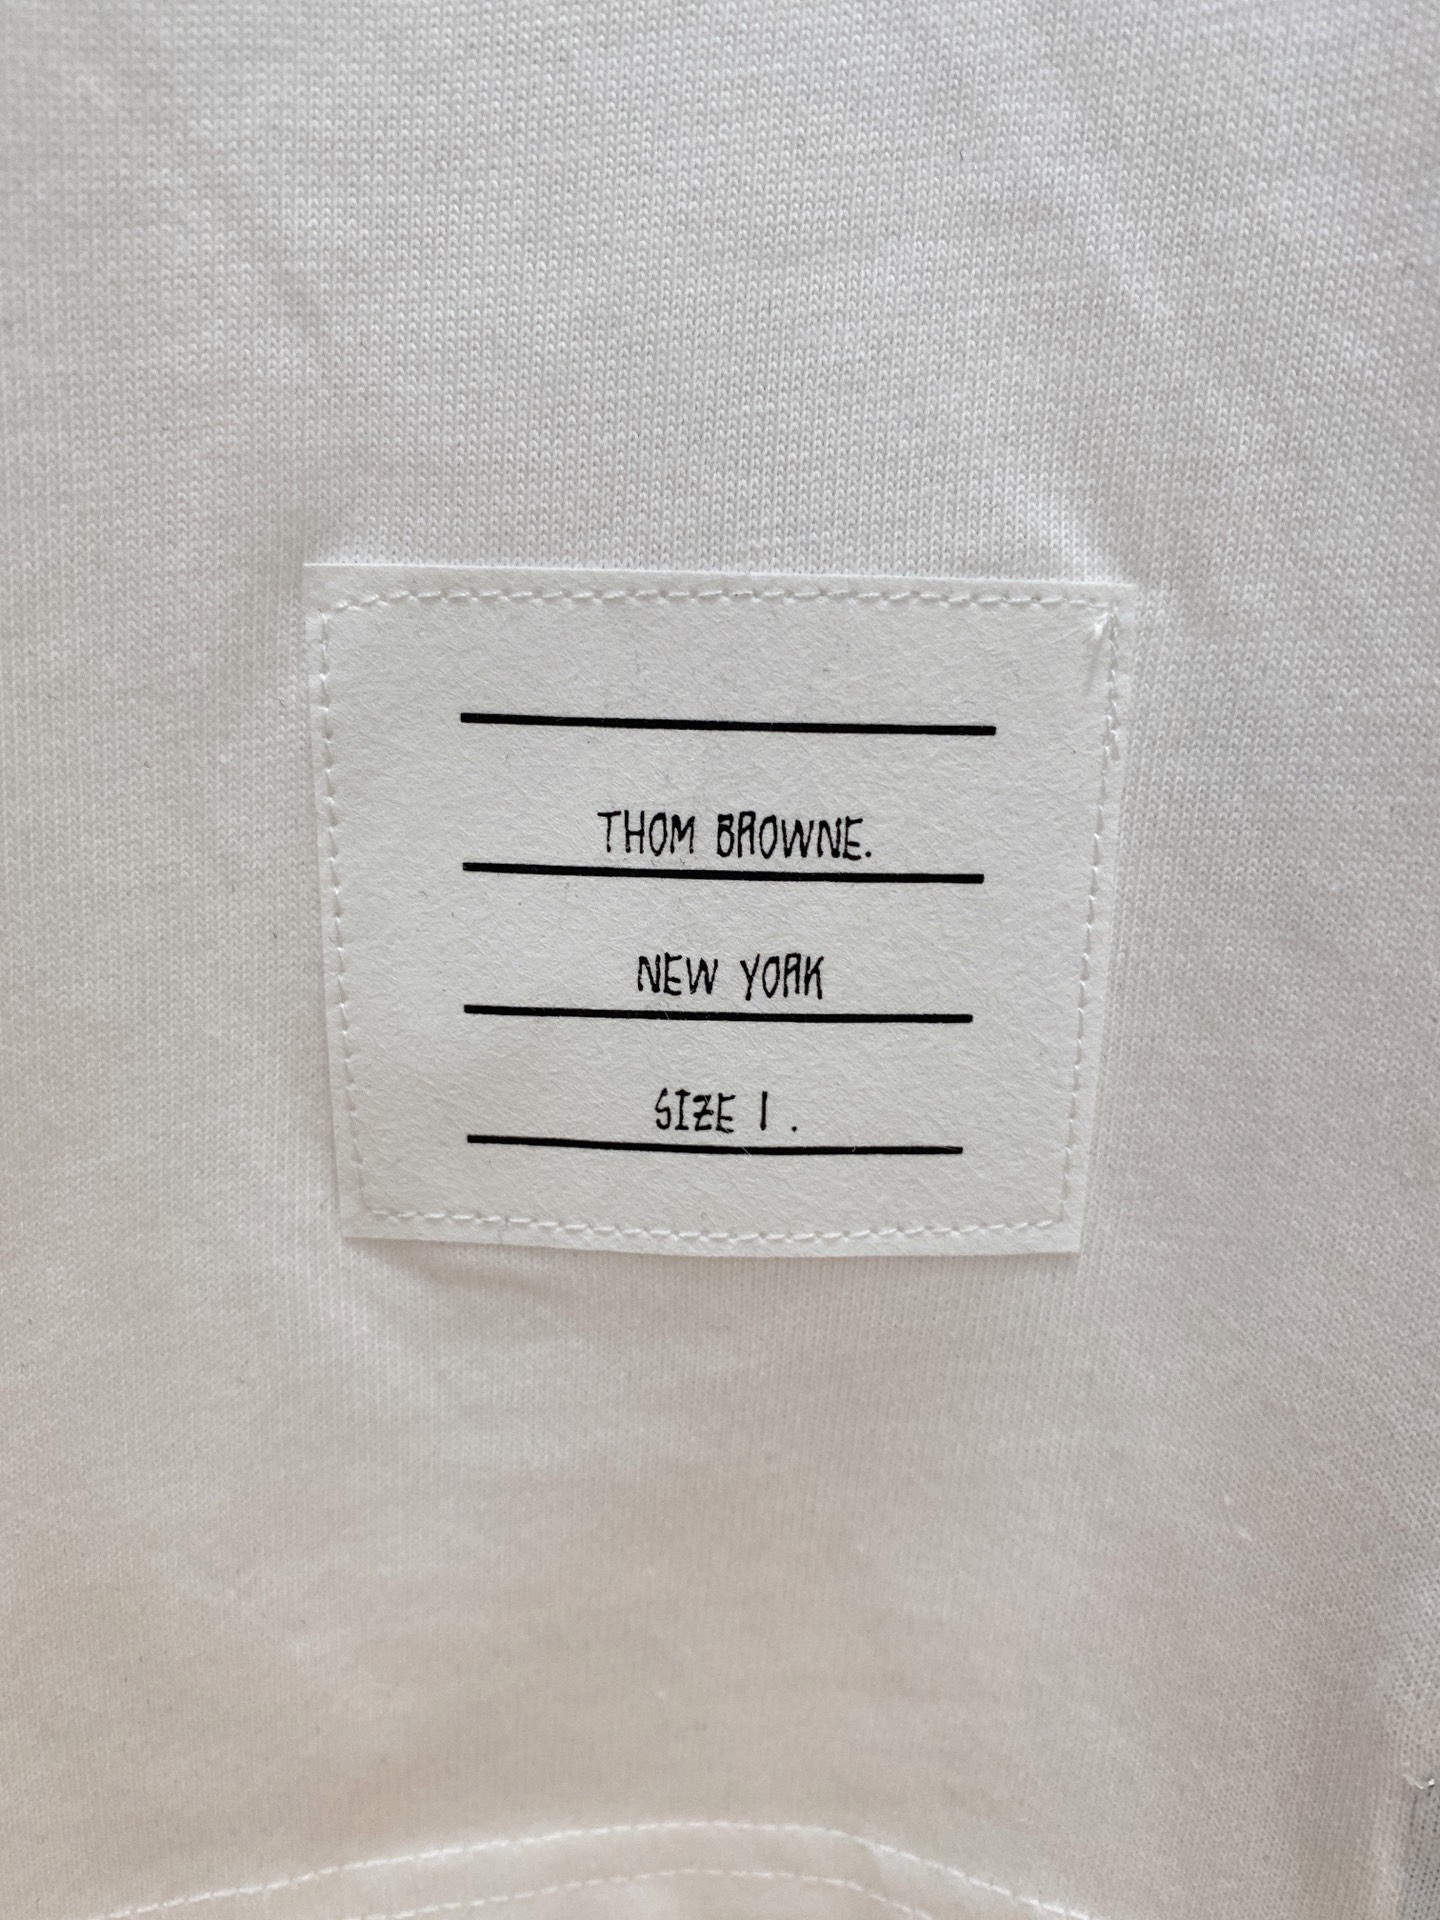 THOM BROWNE.
NEW YORK
SIZE 1.